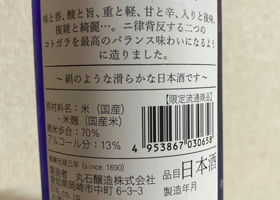 味と香、酸と旨、重と軽、甘と辛、入りと後味、
複雑と綺麗…。二律背反する二つの
コトガラを最高のバランス味わいになるよう
に造りました。
～絹のような滑らかな日本酒です～
原材料名：米（国産）
・米麹（国産米）
精米歩合：70%
アルコール分：13%
【限定流通商品】
4 953867 030658
創業元禄三年 (since 1690)
製造者 丸石醸造株式会社
愛知県岡崎市中町6-3-3
品目 日本酒
製造年月